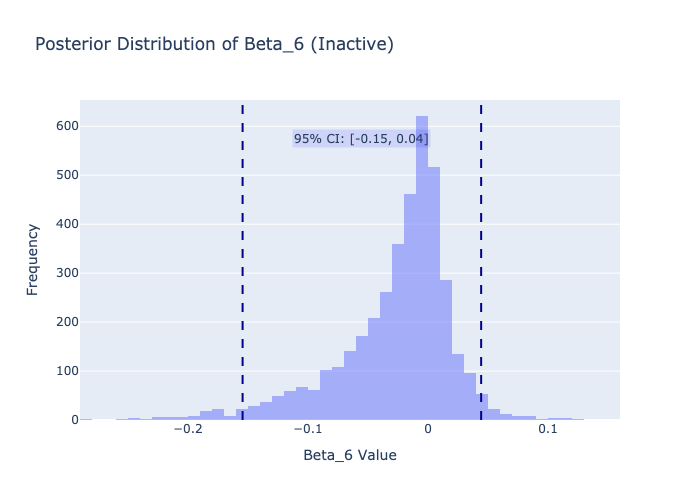 Posterior Distribution of Beta_6 (Inactive)
95% CI: [-0.15, 0.04]
Frequency
600
500
400
300
200
100
0
−0.2
−0.1
0
0.1
Beta_6 Value